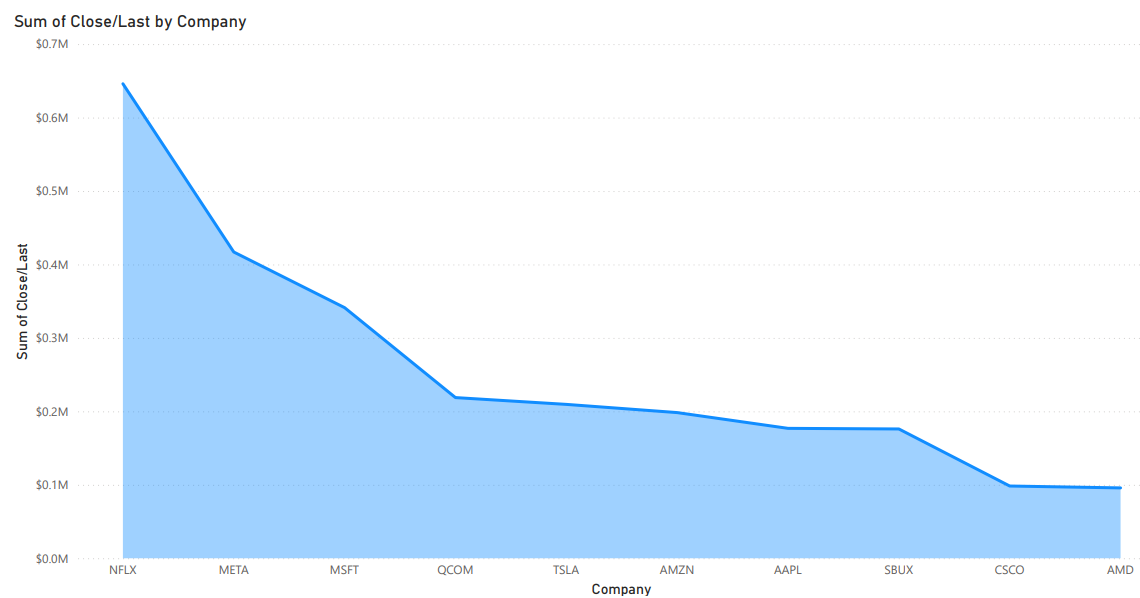 Sum of Close/Last by Company
$0.7M
$0.6M
$0.5M
$0.4M
$0.3M
$0.2M
$0.1M
$0.0M
Sum of Close/Last
NFLX META MSFT QCOM TSLA AMZN AAPL SBUX CSCO AMD
Company